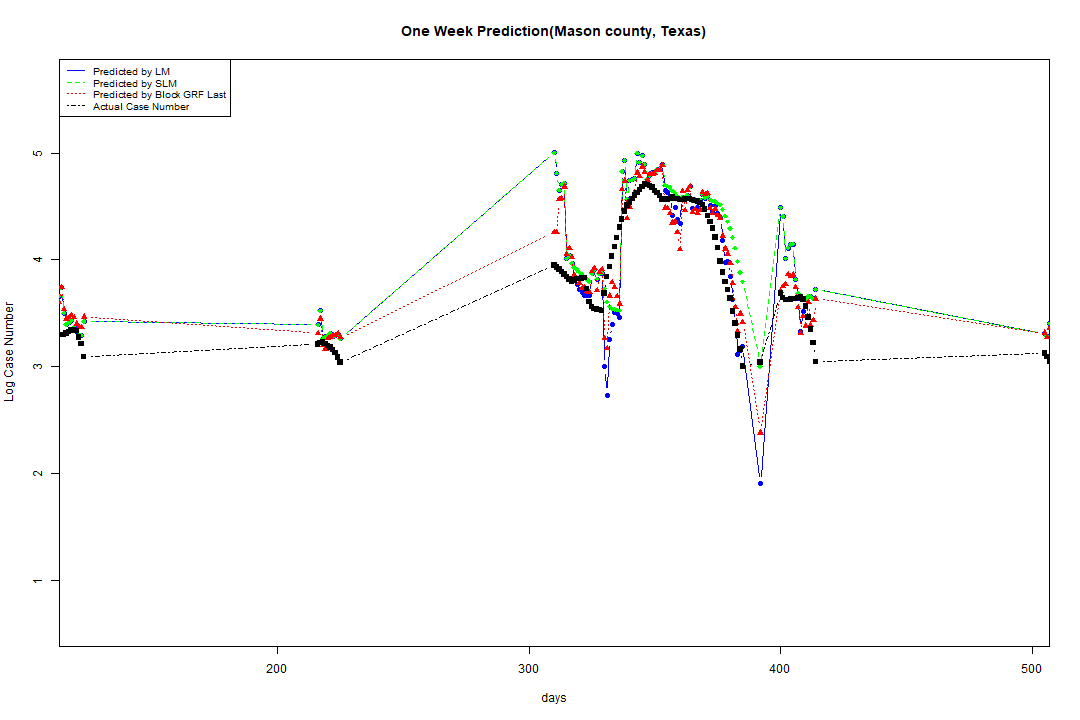 One Week Prediction(Mason county, Texas)
Predicted by LM
Predicted by SLM
Predicted by Block GRF Last
Actual Case Number
Log Case Number
5
4
3
2
1
200 300 400 500
days